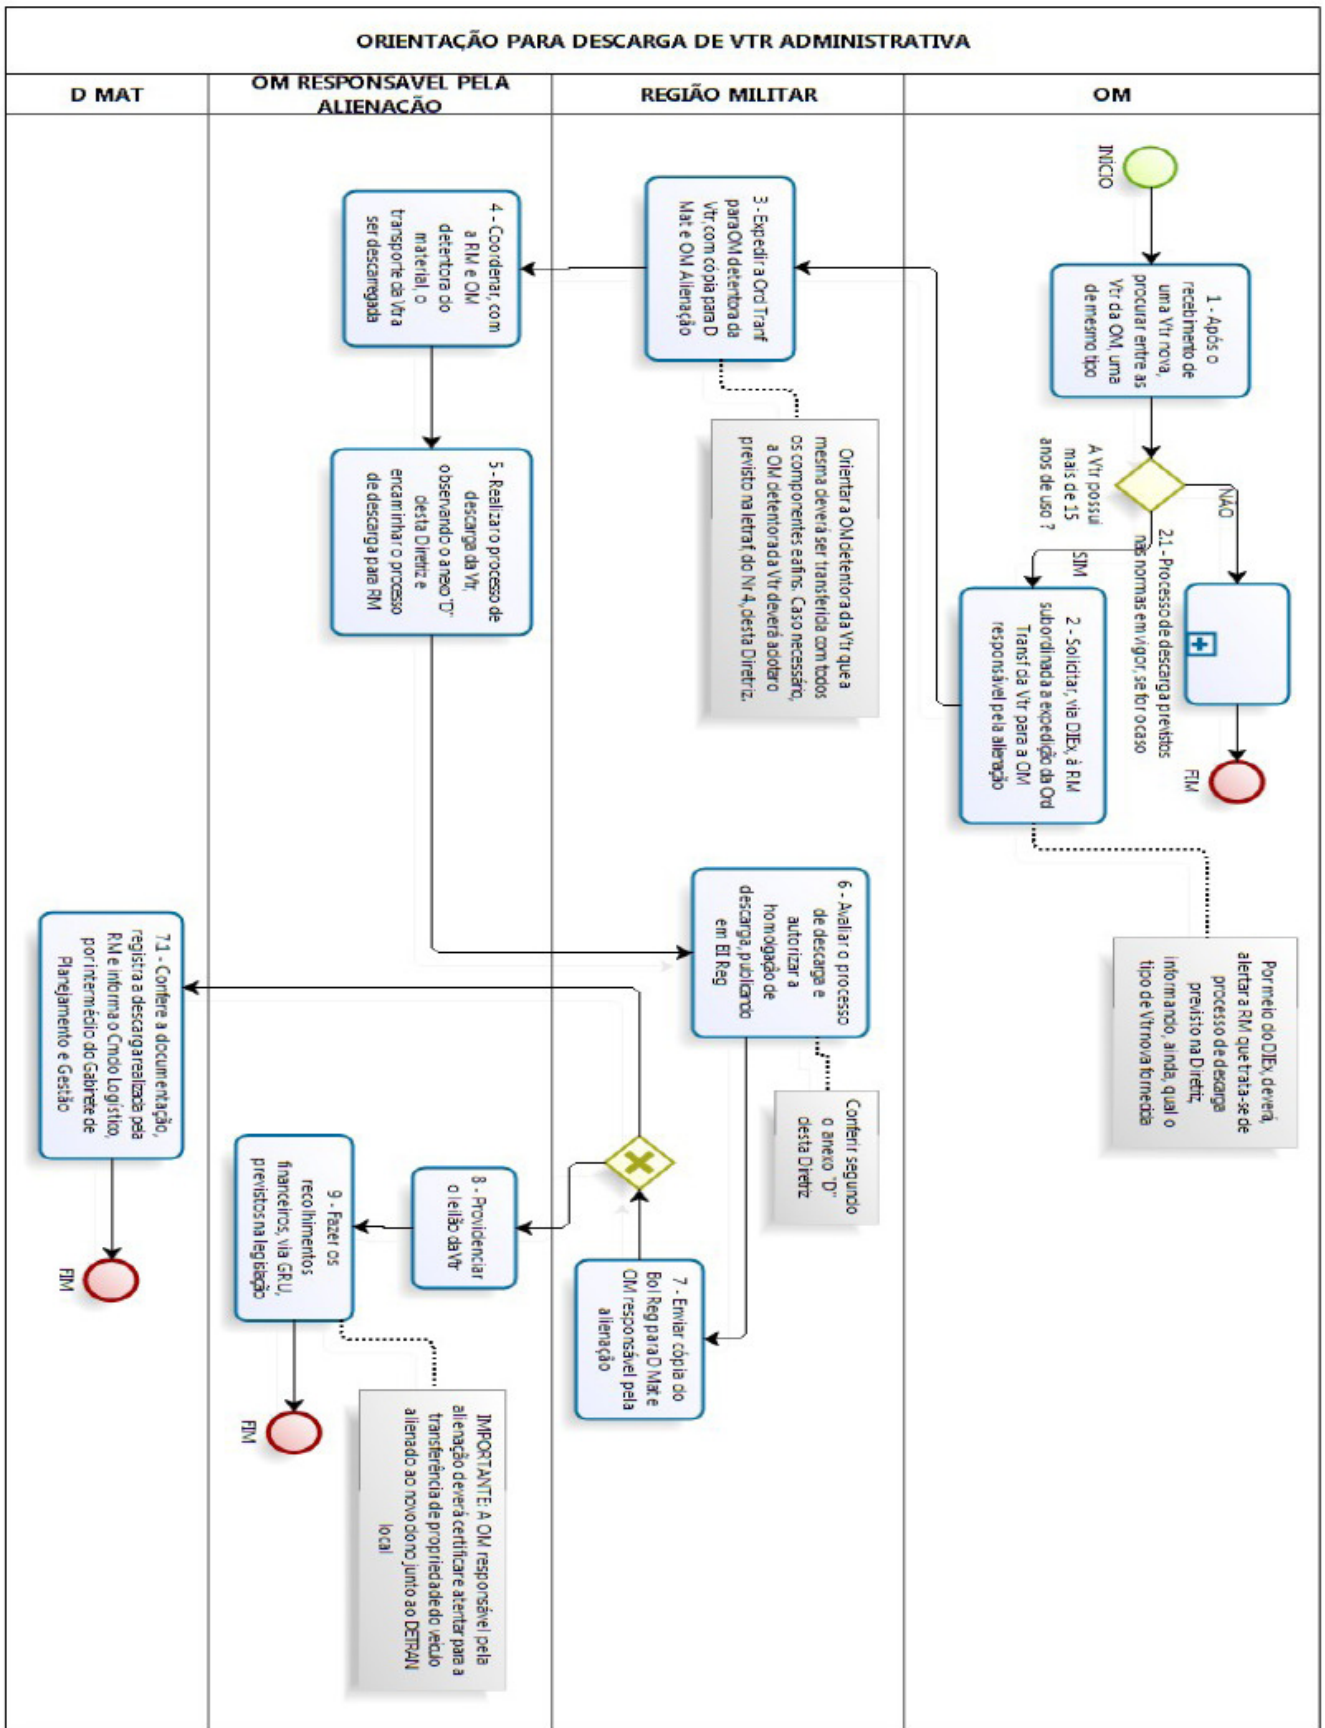 ORIENTAÇÃO PARA DESCARGA DE VTR ADMINISTRATIVA
D MAT
OM RESPONSAVEL PELA
ALIENACÃO
REGIÃO MILITAR
OM
INÍCIO
1 - Após o
recebimento de
uma Vtr nova,
procurar entre as
Vtr da OM, uma
de mesmo tipo
A Vtr possui
mais de 15
anos de uso ?
NÃO
SIM
2.1 - Processo de descarga previstos
nas normas em vigor, se for o caso
FIM
2 - Solicitar, via DIEx, à RM
subordinada a expedição da Ord
Transf da Vtr para a OM
responsável pela alienação
Por meio do DIEx, deverá,
alertar a RM que trata-se de
processo de descarga
previsto na Diretriz,
informando, ainda, qual o
tipo de Vtr nova fornecida
3 - Expedir a Ord Tranf
para OM detentora da
Vtr, com cópia para D
Mat e OM Alienação
Orientar a OM detentora da Vtr que a
mesma deverá ser transferida com todos
os componentes e afins. Caso necessário,
a OM detentora da Vtr deverá adotar o
previsto na letra f, do Nr 4, desta Diretriz.
4 - Coordenar, com
a RM e OM
detentora do
material, o
transporte da Vtr a
ser descarregada
5 - Realizar o processo de
descarga da Vtr,
observando o anexo "D"
desta Diretriz e
encaminhar o processo
de descarga para RM
6 - Avaliar o processo
de descarga e
autorizar a
homolgação de
descarga, publicando
em BI Reg
Conferir segundo
o anexo "D"
desta Diretriz
7 - Enviar cópia do
Bol Reg para D Mat e
OM responsável pela
alienação
7.1 - Confere a documentação,
registra a descarga realizada pela
RM e informa o Cmdo Logístico,
por intermédio do Gabinete de
Planejamento e Gestão
FIM
8 - Providenciar
o leilão da Vtr
9 - Fazer os
recolhimentos
financeiros, via GRU,
previstos na legislação
FIM
IMPORTANTE: A OM responsável pela
alienação deverá certificar e atentar para a
transferência de propriedade do veículo
alienado ao novo dono junto ao DETRAN
local